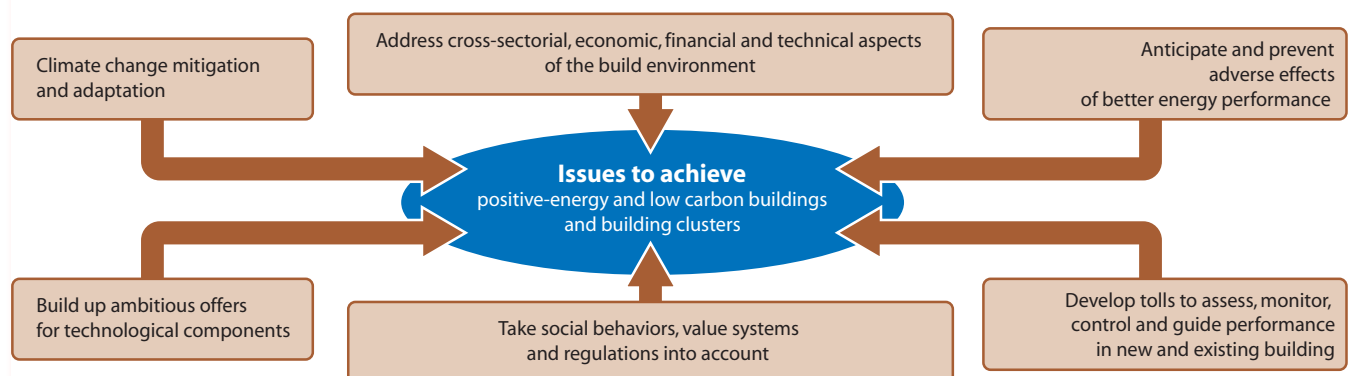 Address cross-sectorial, economic, financial and technical aspects
of the build environment
Climate change mitigation
and adaptation
Anticipate and prevent
adverse effects
of better energy performance
Issues to achieve
positive-energy and low carbon buildings
and building clusters
Build up ambitious offers
for technological components
Take social behaviors, value systems
and regulations into account
Develop tolls to assess, monitor,
control and guide performance
in new and existing building